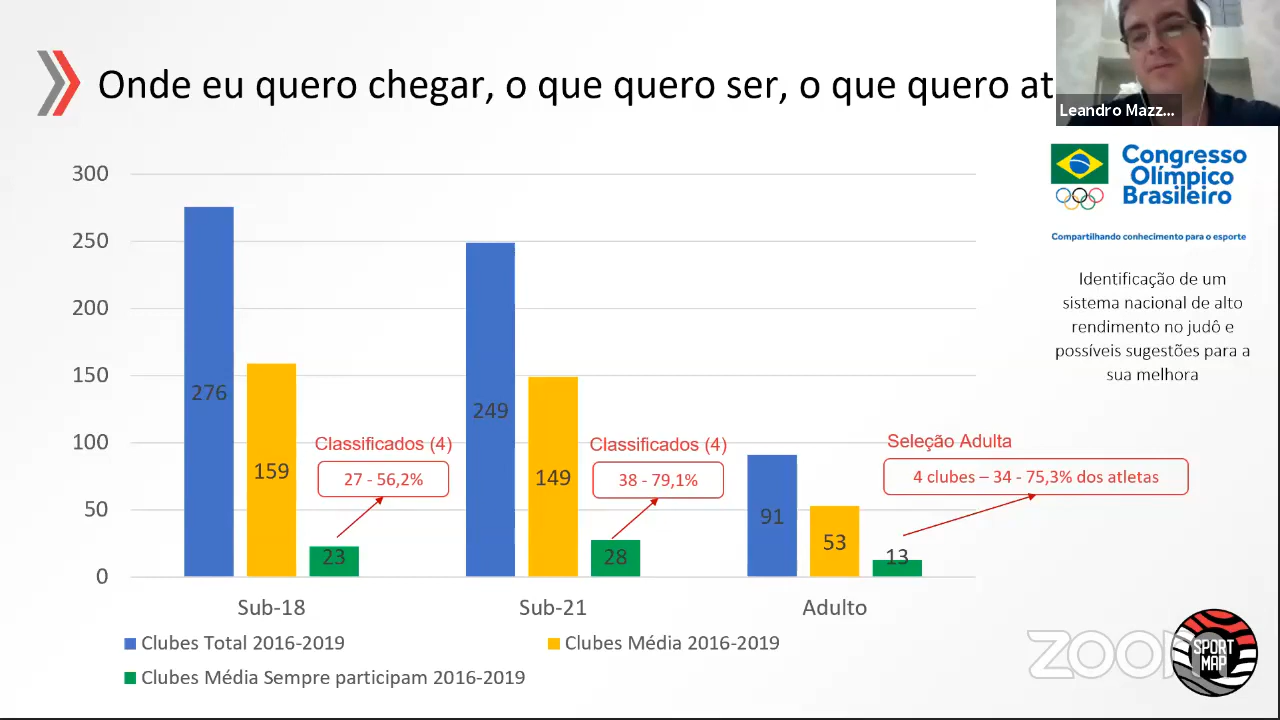 Onde eu quero chegar, o que quero ser, o que quero at
Leandro Mazz...
Congresso
Olímpico
Brasileiro
Compartilhando conhecimento para o esporte
Identificação de um
sistema nacional de alto
rendimento no judô e
possíveis sugestões para a
sua melhora
300
250
200
150
100
50
0
276
159
23
249
149
28
91
53
13
Classificados (4)
27 - 56,2%
Classificados (4)
38 - 79,1%
Seleção Adulta
4 clubes – 34 - 75,3% dos atletas
Sub-18
Sub-21
Adulto
Clubes Total 2016-2019
Clubes Média 2016-2019
Clubes Média Sempre participam 2016-2019
zoom
SPORT
MAP